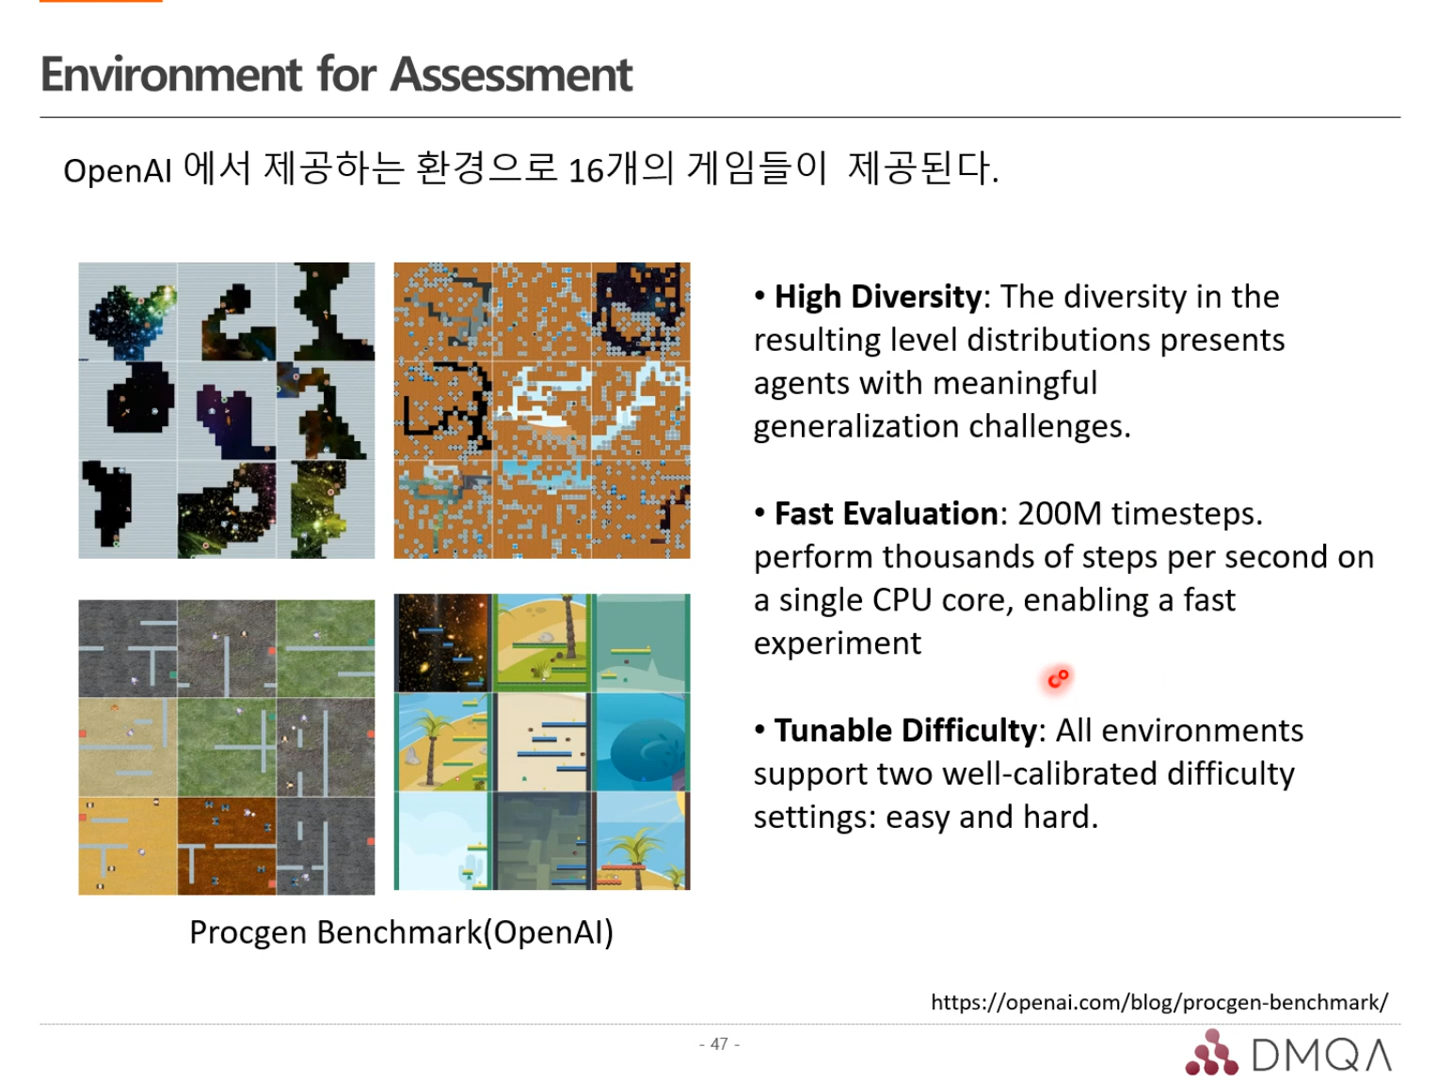 Environment for Assessment
OpenAI 에서 제공하는 환경으로 16개의 게임들이 제공된다.
• High Diversity: The diversity in the
resulting level distributions presents
agents with meaningful
generalization challenges.
• Fast Evaluation: 200M timesteps.
perform thousands of steps per second on
a single CPU core, enabling a fast
experiment
• Tunable Difficulty: All environments
support two well-calibrated difficulty
settings: easy and hard.
Procgen Benchmark(OpenAI)
https://openai.com/blog/procgen-benchmark/
- 47 -
DMQA